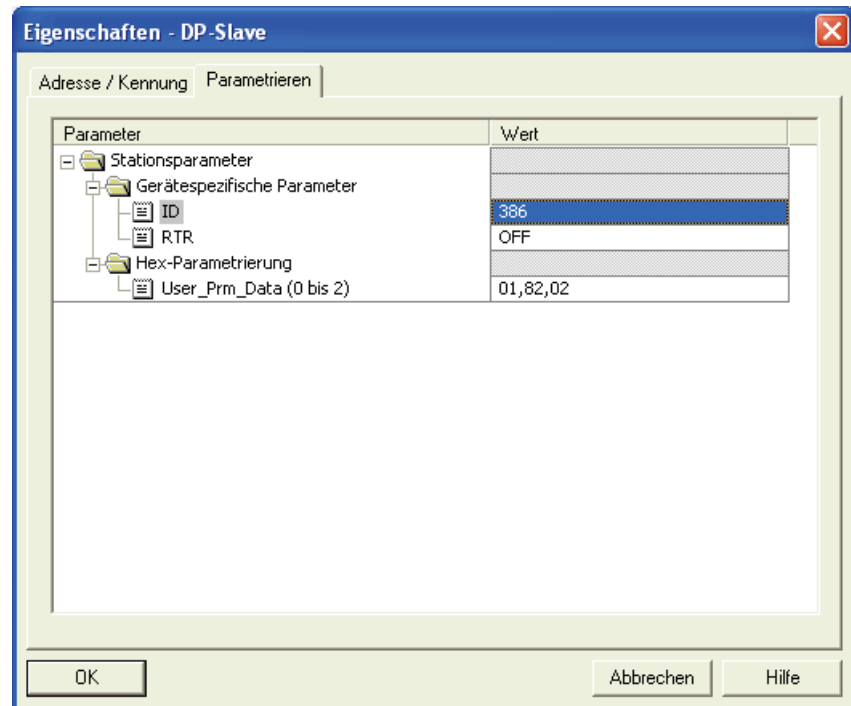 Eigenschaften - DP-Slave
Adresse / Kennung Parametrieren
Parameter Wert
Stationsparameter
Gerätespezifische Parameter
ID 386
RTR OFF
Hex-Parametrierung
User_Prm_Data (0 bis 2) 01,82,02
OK Abbrechen Hilfe